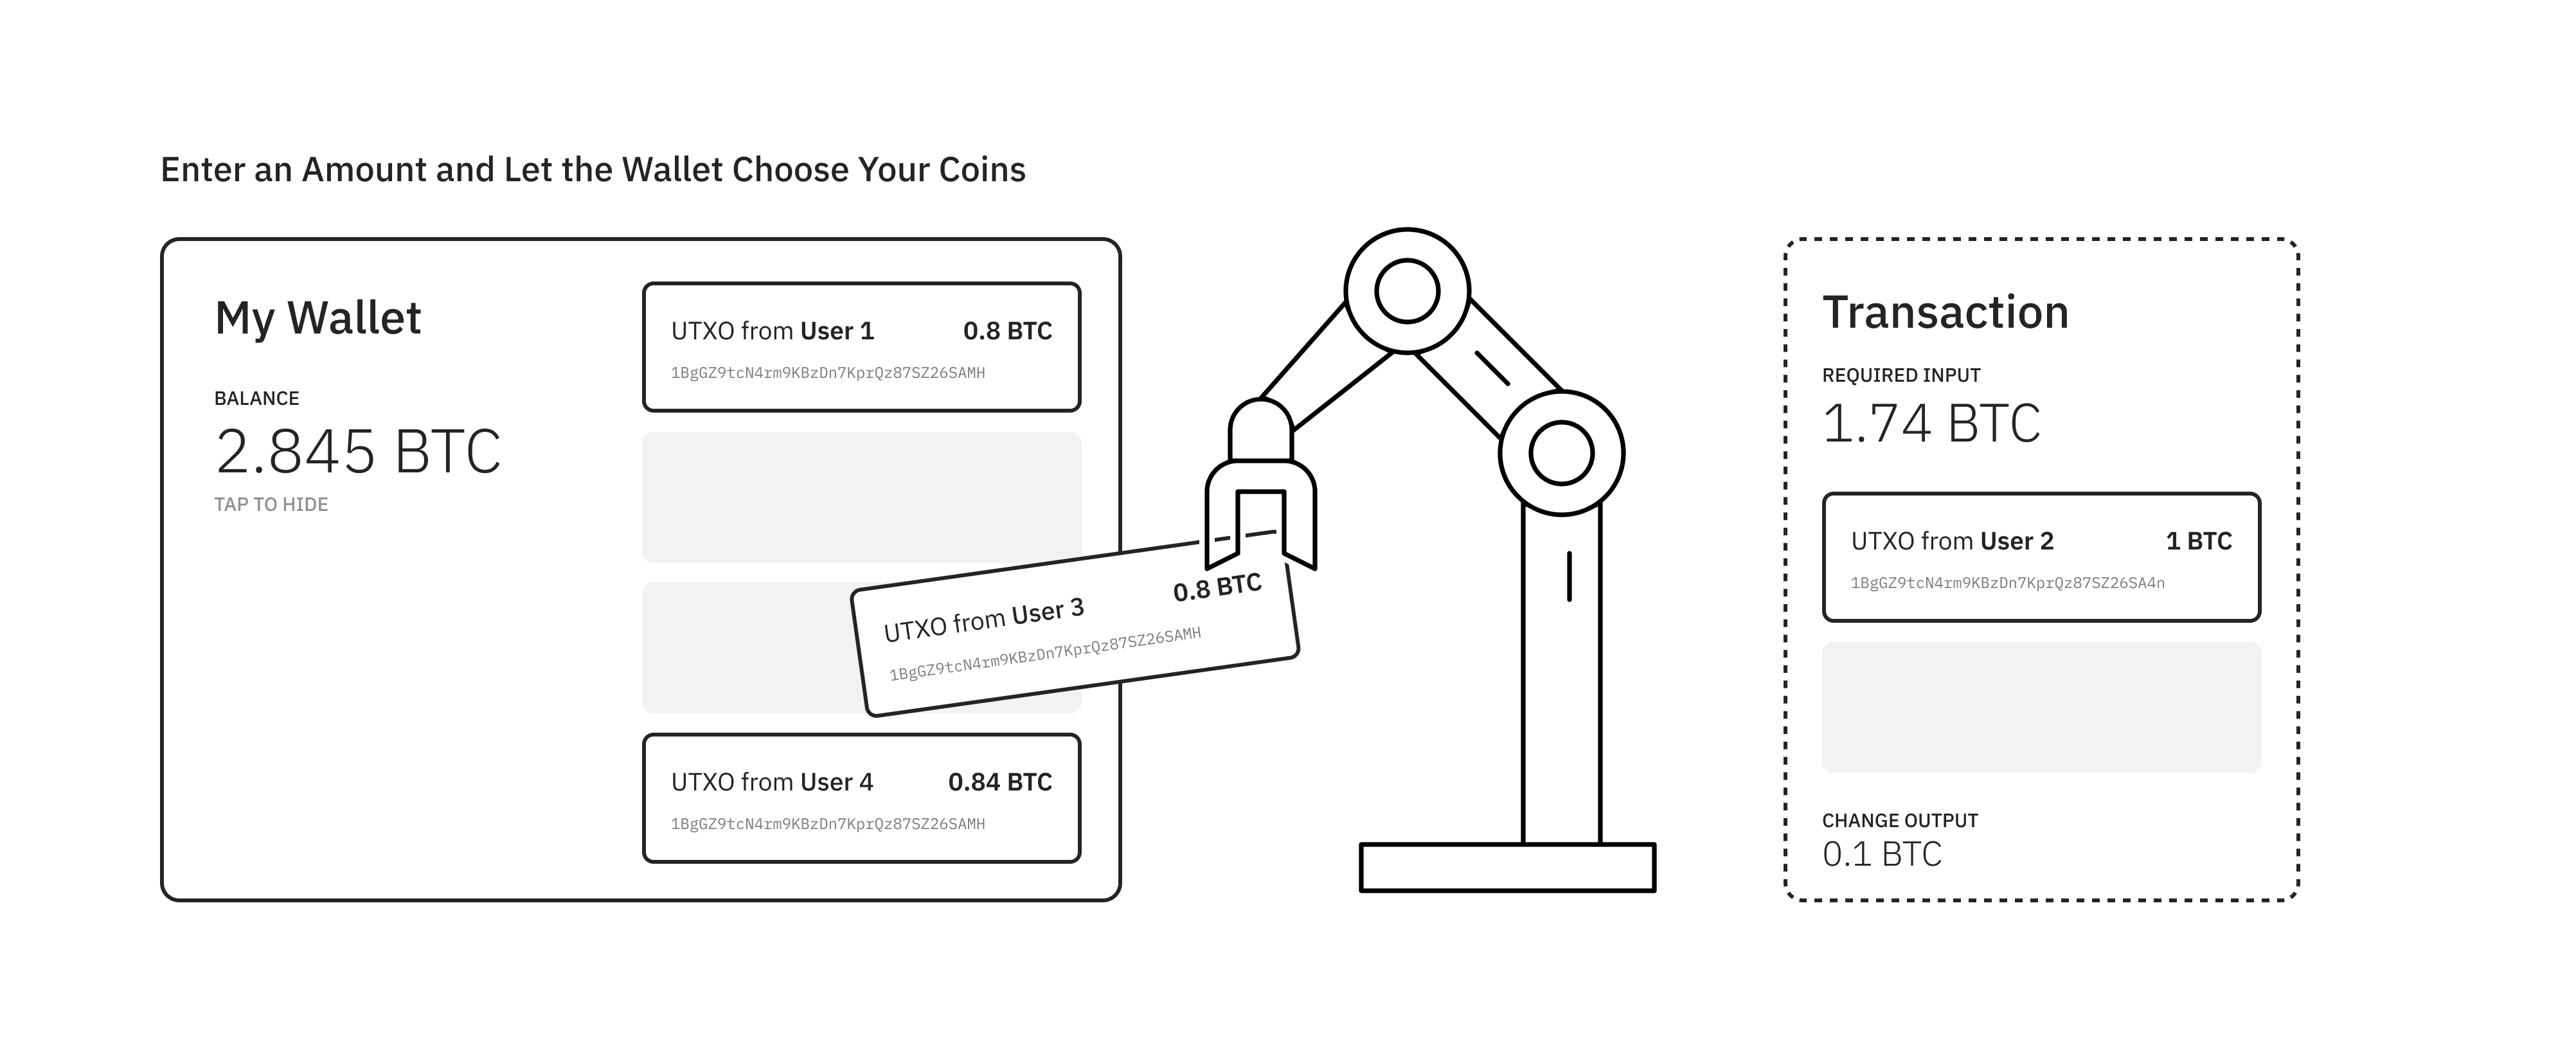 Enter an Amount and Let the Wallet Choose Your Coins
My Wallet
BALANCE
2.845 BTC
TAP TO HIDE
UTXO from User 1 0.8 BTC
1BgGZ9tcN4rm9KBzDn7KprQz87SZ26SAMH
UTXO from User 3 0.8 BTC
1BgGZ9tcN4rm9KBzDn7KprQz87SZ26SAMH
UTXO from User 4 0.84 BTC
1BgGZ9tcN4rm9KBzDn7KprQz87SZ26SAMH
Transaction
REQUIRED INPUT
1.74 BTC
UTXO from User 2 1 BTC
1BgGZ9tcN4rm9KBzDn7KprQz87SZ26SA4n
CHANGE OUTPUT
0.1 BTC